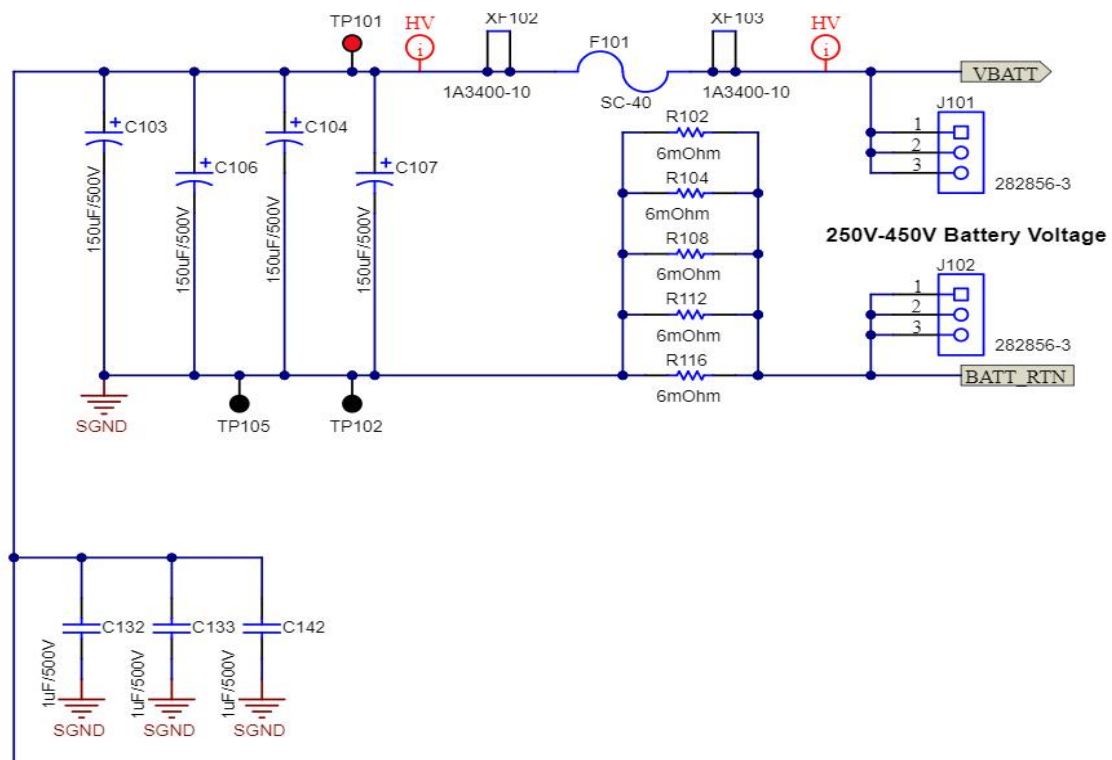 TP101
HV
XF102
F101
XF103
HV
1A3400-10
SC-40
1A3400-10
VBATT
J101
1
2
3
282856-3
+
C103
150uF/500V
+
C106
150uF/500V
+
C104
150uF/500V
+
C107
150uF/500V
R102
6mOhm
R104
6mOhm
R108
6mOhm
R112
6mOhm
R116
6mOhm
250V-450V Battery Voltage
J102
1
2
3
282856-3
BATT_RTN
SGND
TP105
TP102
i
i
C132
1uF/500V
SGND
C133
1uF/500V
SGND
C142
1uF/500V
SGND